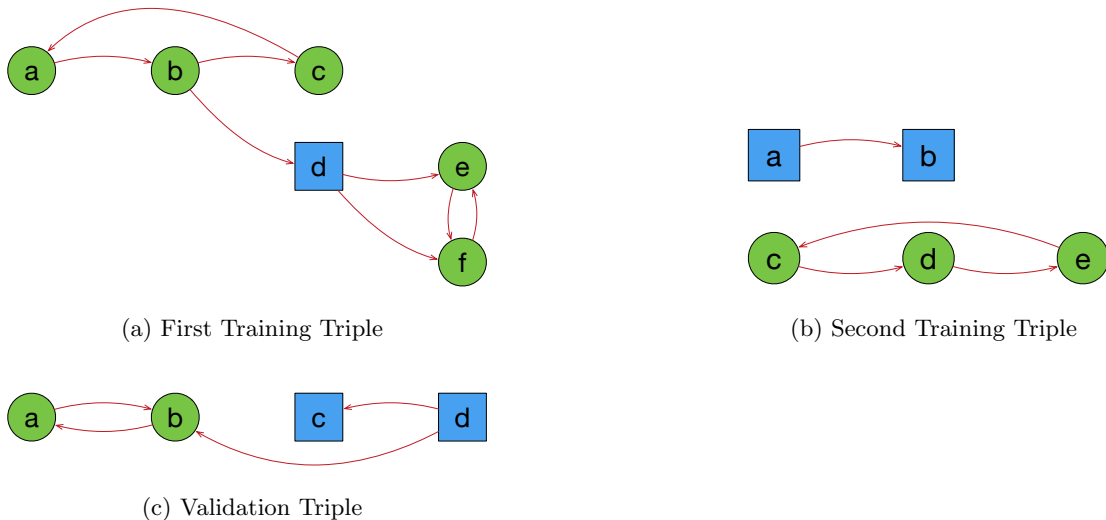 a b c
d e
f
(a) First Training Triple
a b
c d e
(b) Second Training Triple
a b c d
(c) Validation Triple